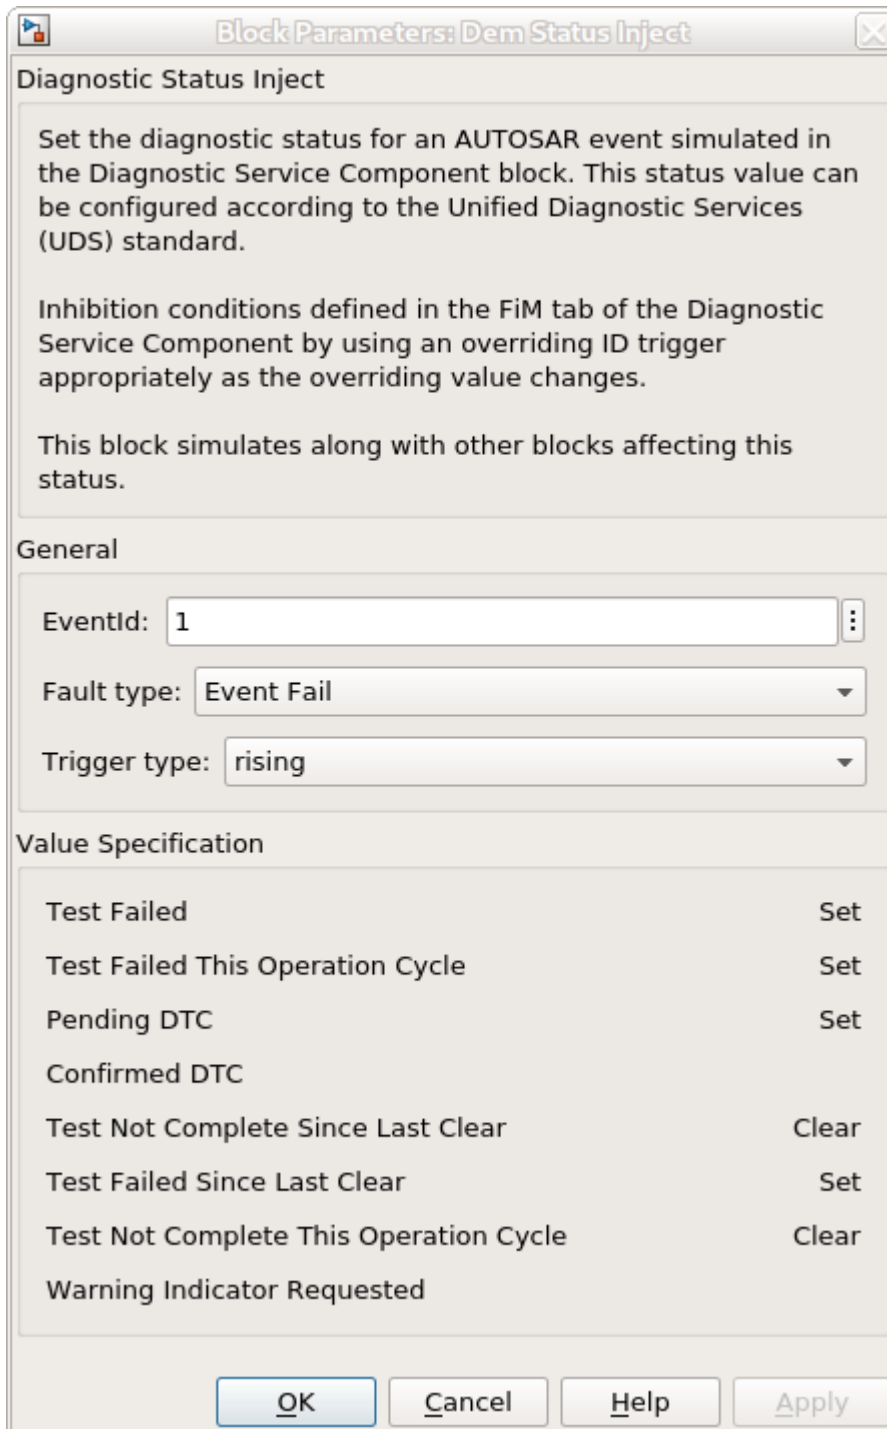 Block Parameters: Dem Status Inject
Diagnostic Status Inject
Set the diagnostic status for an AUTOSAR event simulated in
the Diagnostic Service Component block. This status value can
be configured according to the Unified Diagnostic Services
(UDS) standard.
Inhibition conditions defined in the FiM tab of the Diagnostic
Service Component by using an overriding ID trigger
appropriately as the overriding value changes.
This block simulates along with other blocks affecting this
status.
General
EventId: 1
Fault type: Event Fail
Trigger type: rising
Value Specification
Test Failed Set
Test Failed This Operation Cycle Set
Pending DTC Set
Confirmed DTC
Test Not Complete Since Last Clear Clear
Test Failed Since Last Clear Set
Test Not Complete This Operation Cycle Clear
Warning Indicator Requested
OK Cancel Help Apply